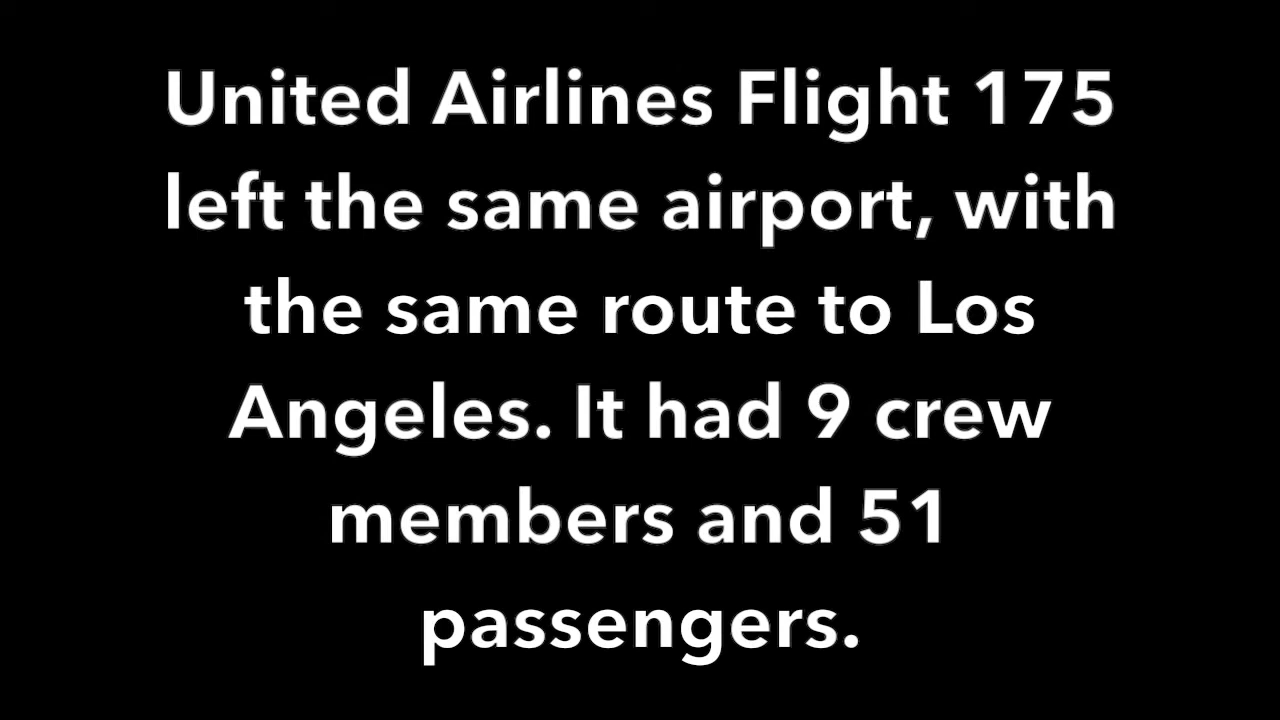 United Airlines Flight 175
left the same airport, with
the same route to Los
Angeles. It had 9 crew
members and 51
passengers.